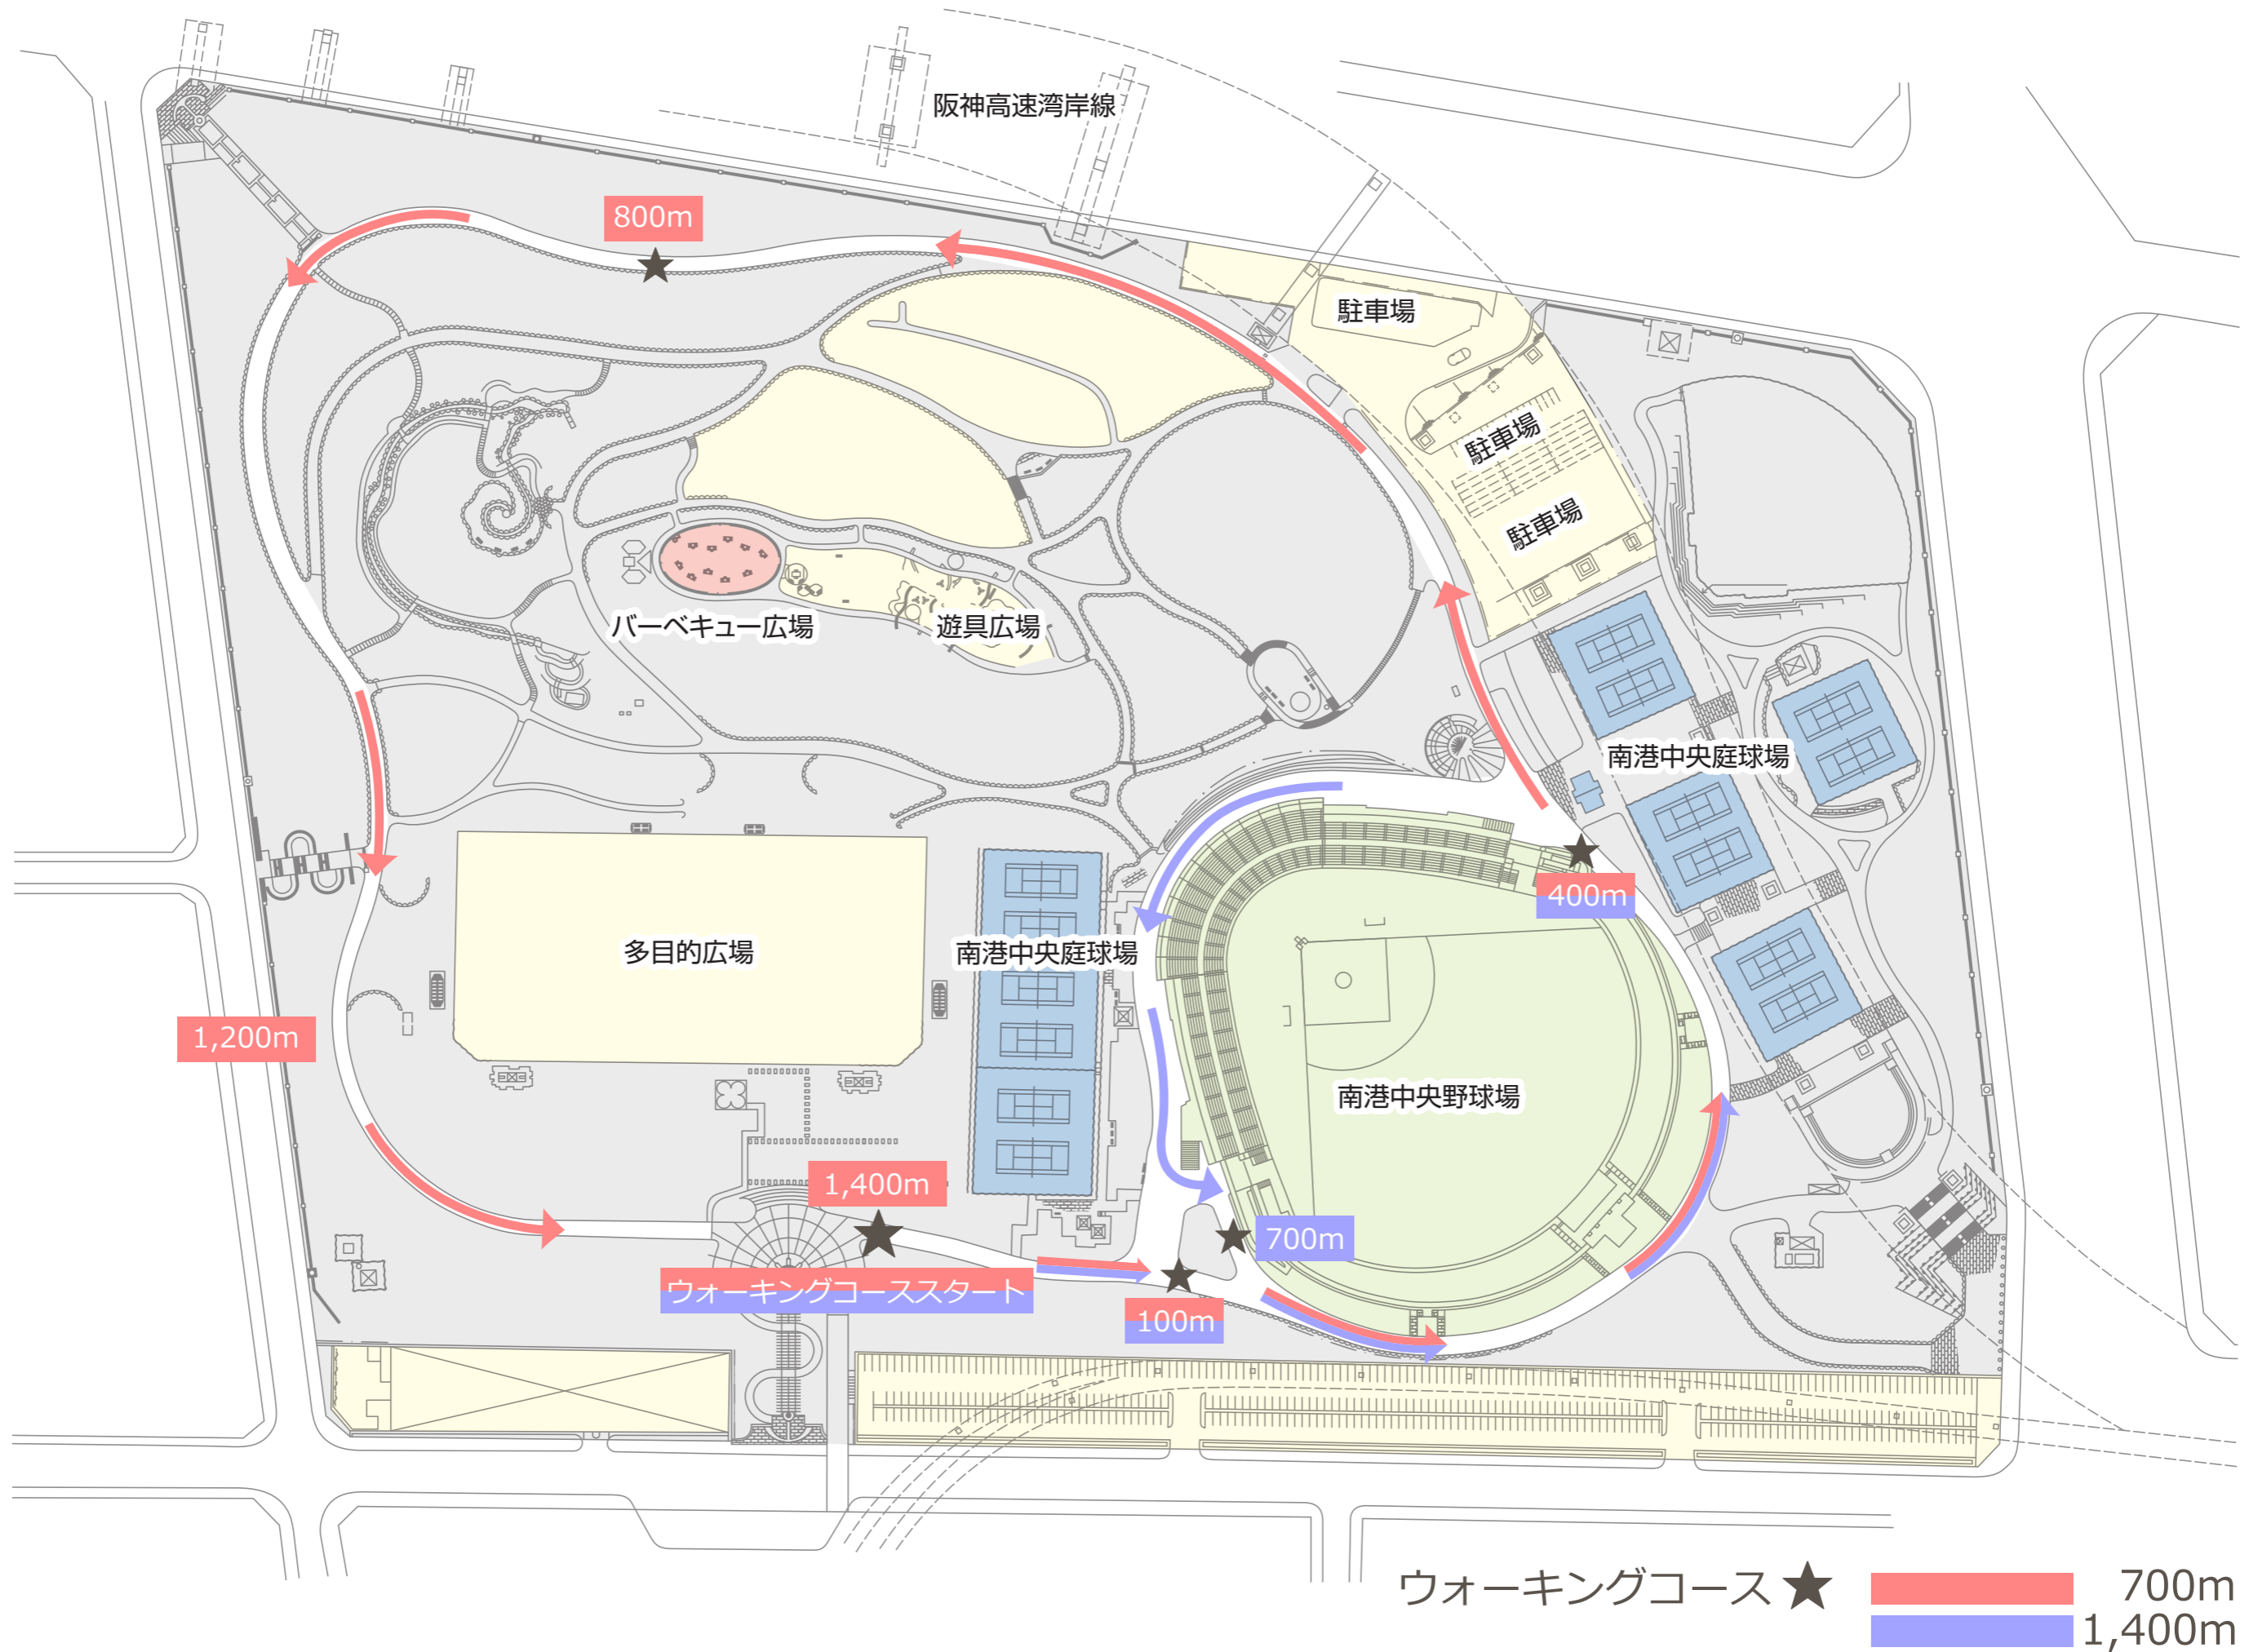 阪神高速湾岸線
800m
駐車場
駐車場
駐車場
バーベキュー広場
遊具広場
南港中央庭球場
400m
多目的広場
南港中央庭球場
1,200m
南港中央野球場
1,400m
700m
ウォーキングコーススタート
100m
ウォーキングコース★ 700m
1,400m